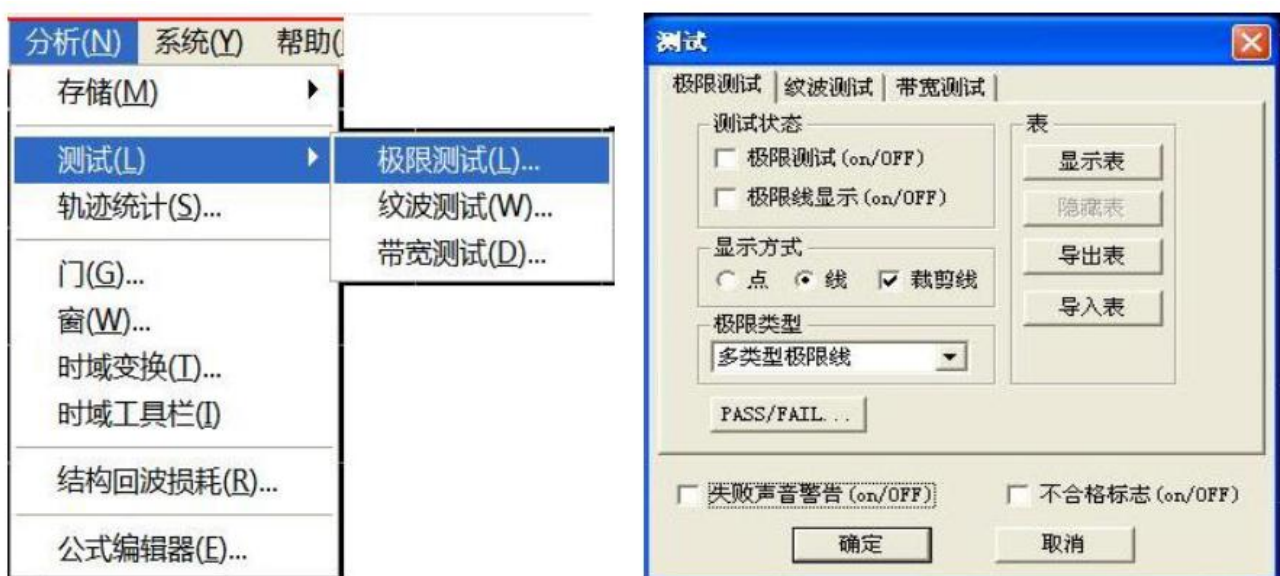 分析(N) 系统(Y) 帮助(
存储(M)
测试(L)
轨迹统计(S)...
门(G)...
窗(W)...
时域变换(T)...
时域工具栏(I)
结构回波损耗(R)...
公式编辑器(E)...
极限测试(L)...
纹波测试(W)...
带宽测试(D)...
测试
极限测试 纹波测试 带宽测试
测试状态
极限测试(on/OFF)
极限线显示(on/OFF)
显示方式
点 线 裁剪线
极限类型
多类型极限线
PASS/FAIL...
表
显示表
隐藏表
导出表
导入表
失败声音警告(on/OFF) 不合格标志(on/OFF)
确定 取消